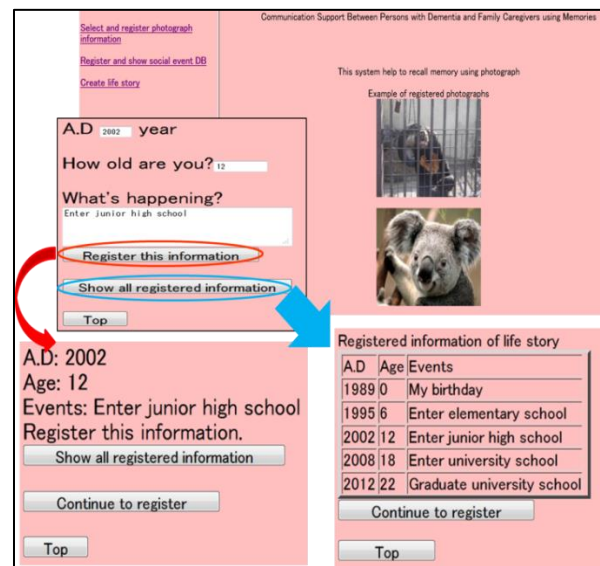 Select and register photograph
information
Register and show social event DB
Create life story
Communication Support Between Persons with Dementia and Family Caregivers using Memories
This system help to recall memory using photograph
Example of registered photographs
A.D 2002 year
How old are you? 12
What's happening?
Enter junior high school
Register this information
Show all registered information
Top
A.D: 2002
Age: 12
Events: Enter junior high school
Register this information.
Show all registered information
Continue to register
Top
Registered information of life story
A.D Age Events
1989 0 My birthday
1995 6 Enter elementary school
2002 12 Enter junior high school
2008 18 Enter university school
2012 22 Graduate university school
Continue to register
Top